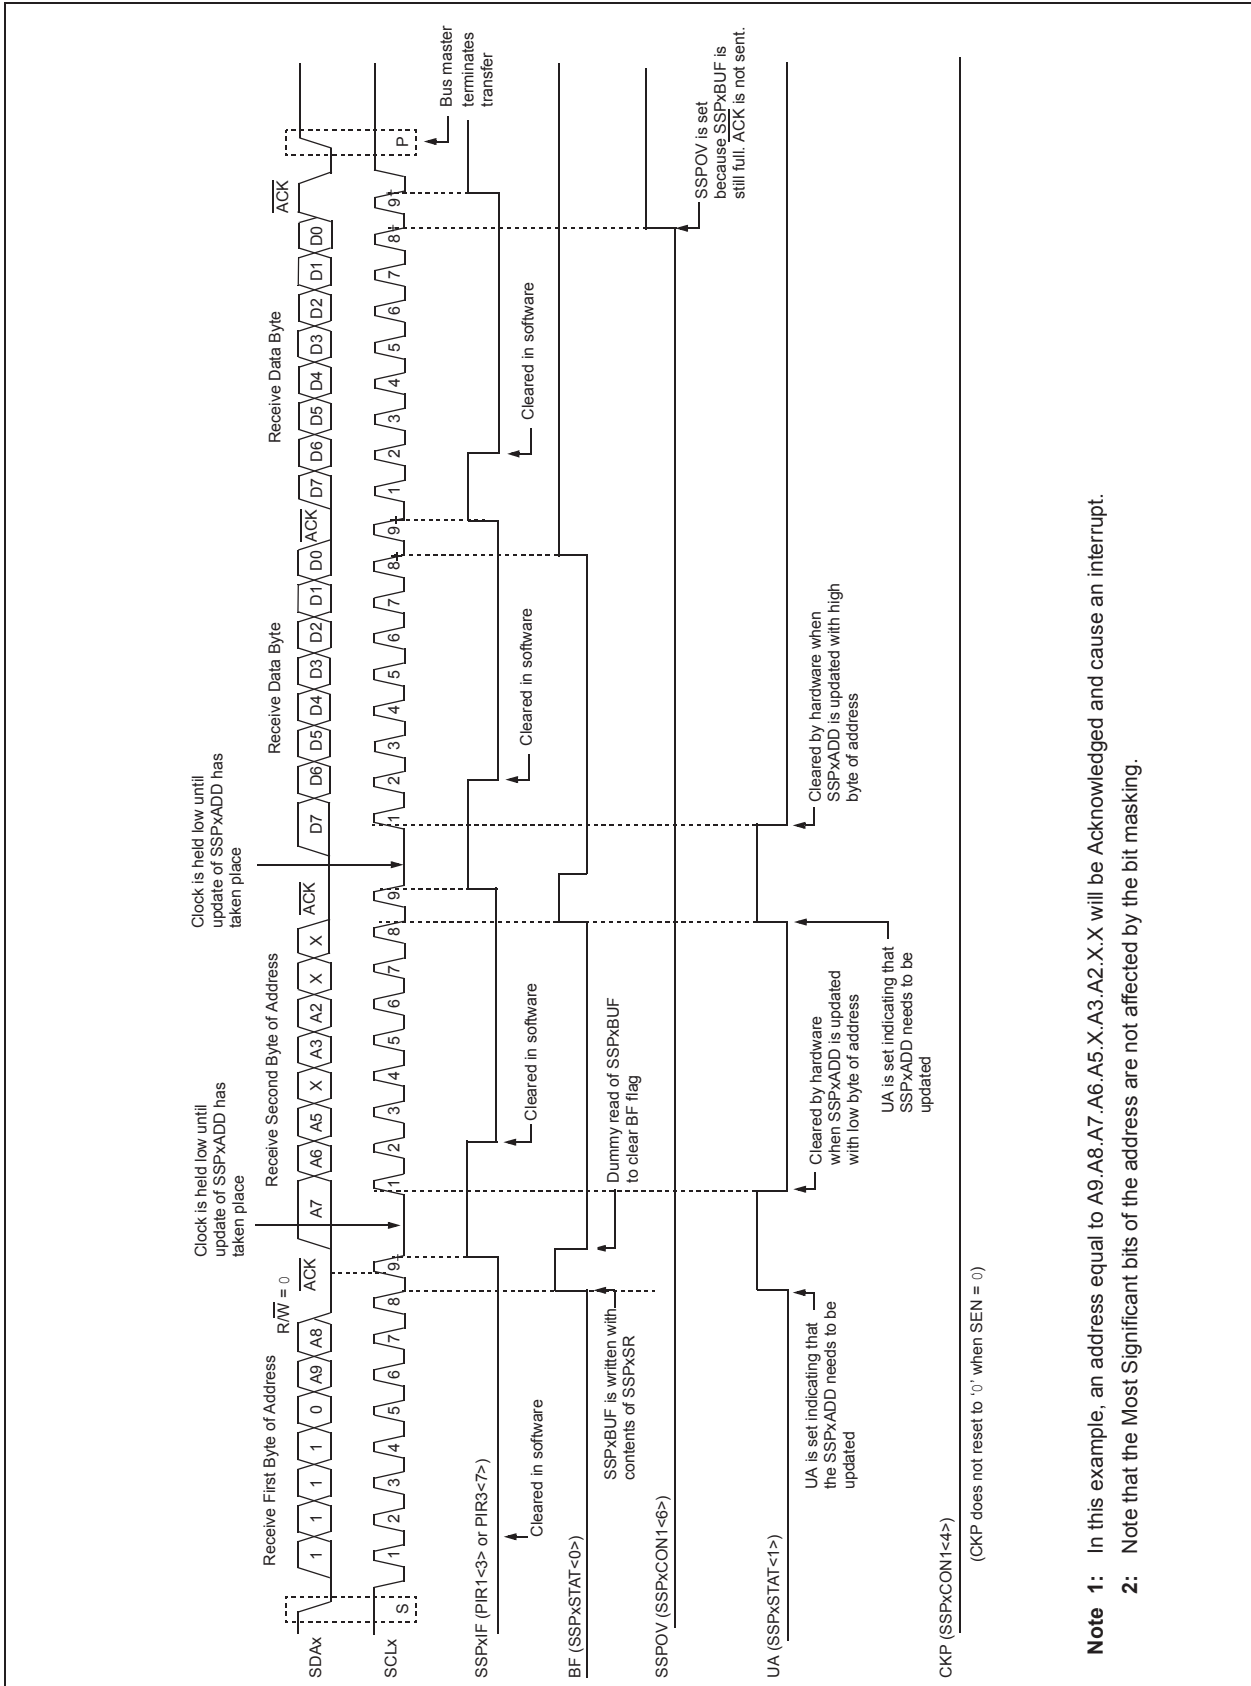 Receive First Byte of Address
R/W = 0
ACK
Clock is held low until
update of SSPxADD has
taken place
Receive Second Byte of Address
ACK
Clock is held low until
update of SSPxADD has
taken place
Receive Data Byte
ACK
Receive Data Byte
ACK
SDAx
1 1 1 1 0 A9 A8 A7 A6 A5 X A3 A2 X X D7 D6 D5 D4 D3 D2 D1 D0 D7 D6 D5 D4 D3 D2 D1 D0
SCLx
S 1 2 3 4 5 6 7 8 9 1 2 3 4 5 6 7 8 9 1 2 3 4 5 6 7 8 9 1 2 3 4 5 6 7 8 9 P
Bus master
terminates
transfer
SSPxIF (PIR1<3> or PIR3<7>)
Cleared in software
Cleared in software
Cleared in software
Cleared in software
BF (SSPxSTAT<0>)
SSPxBUF is written with
contents of SSPxSR
Dummy read of SSPxBUF
to clear BF flag
SSPOV (SSPxCON1<6>)
SSPOV is set
because SSPxBUF is
still full. ACK is not sent.
UA (SSPxSTAT<1>)
UA is set indicating that
the SSPxADD needs to be
updated
Cleared by hardware
when SSPxADD is updated
with low byte of address
UA is set indicating that
SSPxADD needs to be
updated
Cleared by hardware when
SSPxADD is updated with high
byte of address
CKP (SSPxCON1<4>)
(CKP does not reset to ‘0’ when SEN = 0)
Note 1: In this example, an address equal to A9.A8.A7.A6.A5.X.A3.A2.X.X will be Acknowledged and cause an interrupt.
2: Note that the Most Significant bits of the address are not affected by the bit masking.